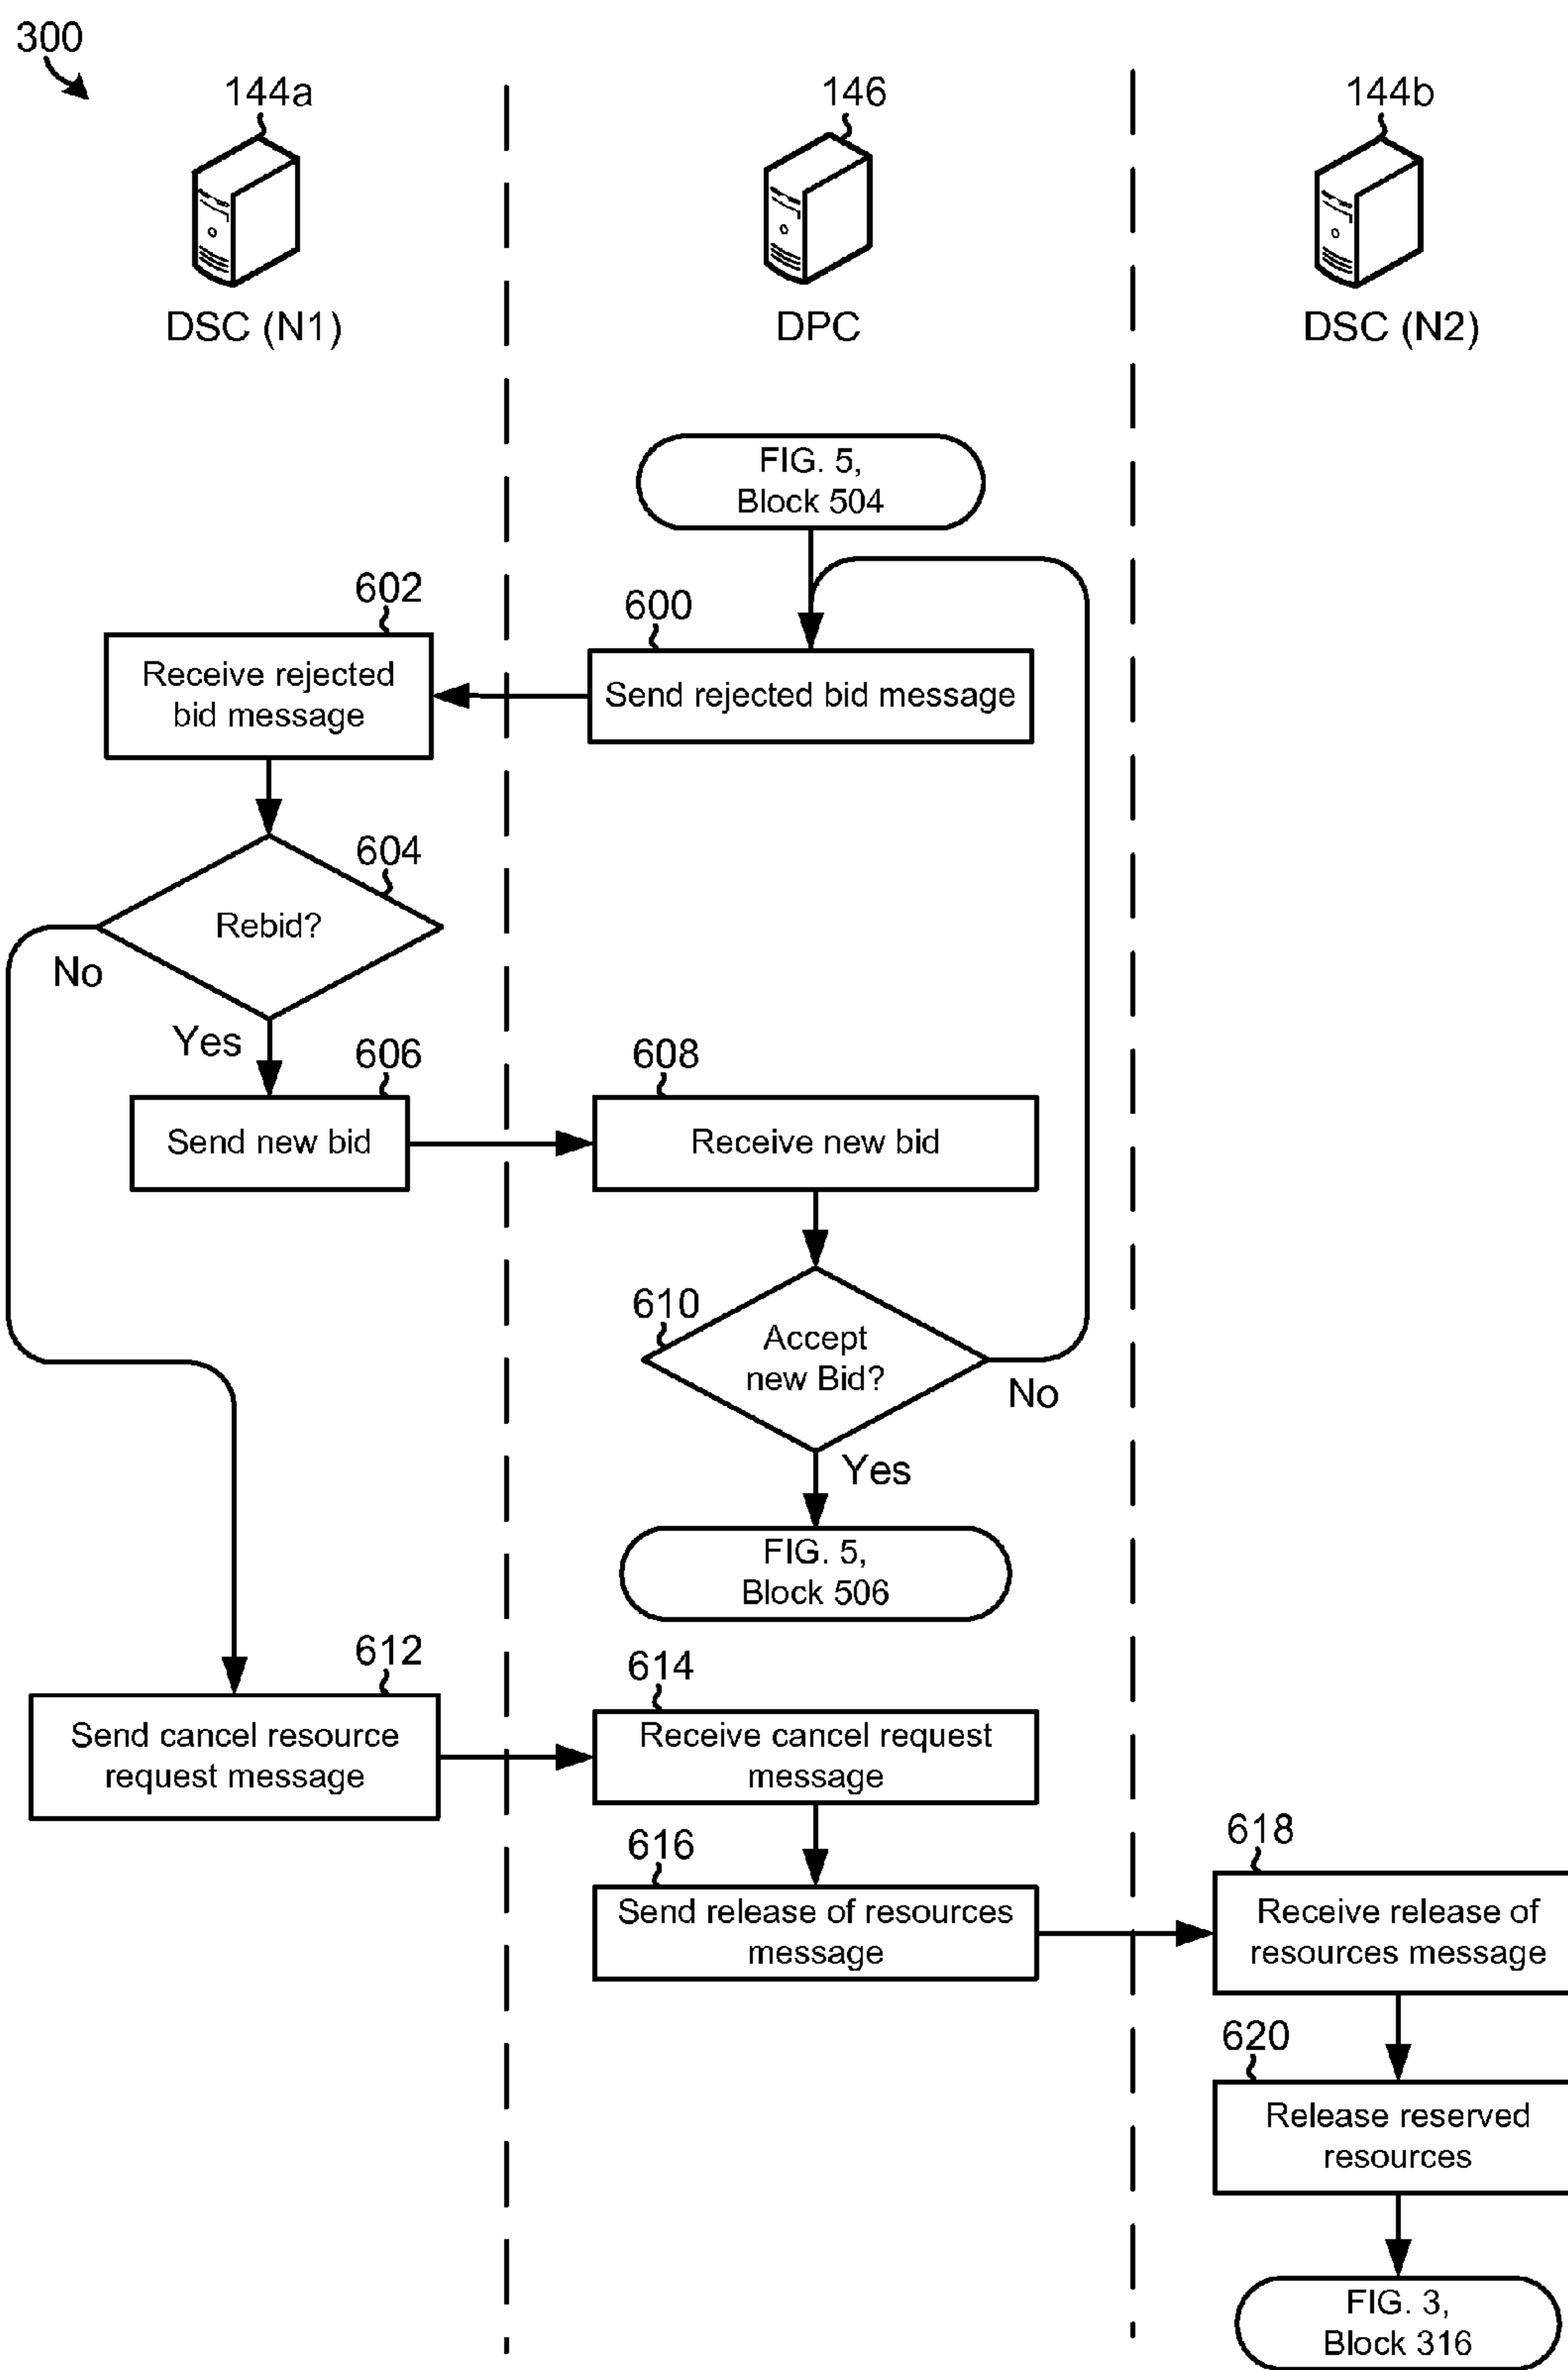 300
144a
146
144b
DSC (N1)
DPC
DSC (N2)
FIG. 5,
Block 504
602
600
Receive rejected
bid message
Send rejected bid message
604
Rebid?
No
Yes
606
608
Send new bid
Receive new bid
610
Accept
new Bid?
No
Yes
FIG. 5,
Block 506
612
614
Send cancel resource
request message
Receive cancel request
message
616
618
Send release of resources
message
Receive release of
resources message
620
Release reserved
resources
FIG. 3,
Block 316